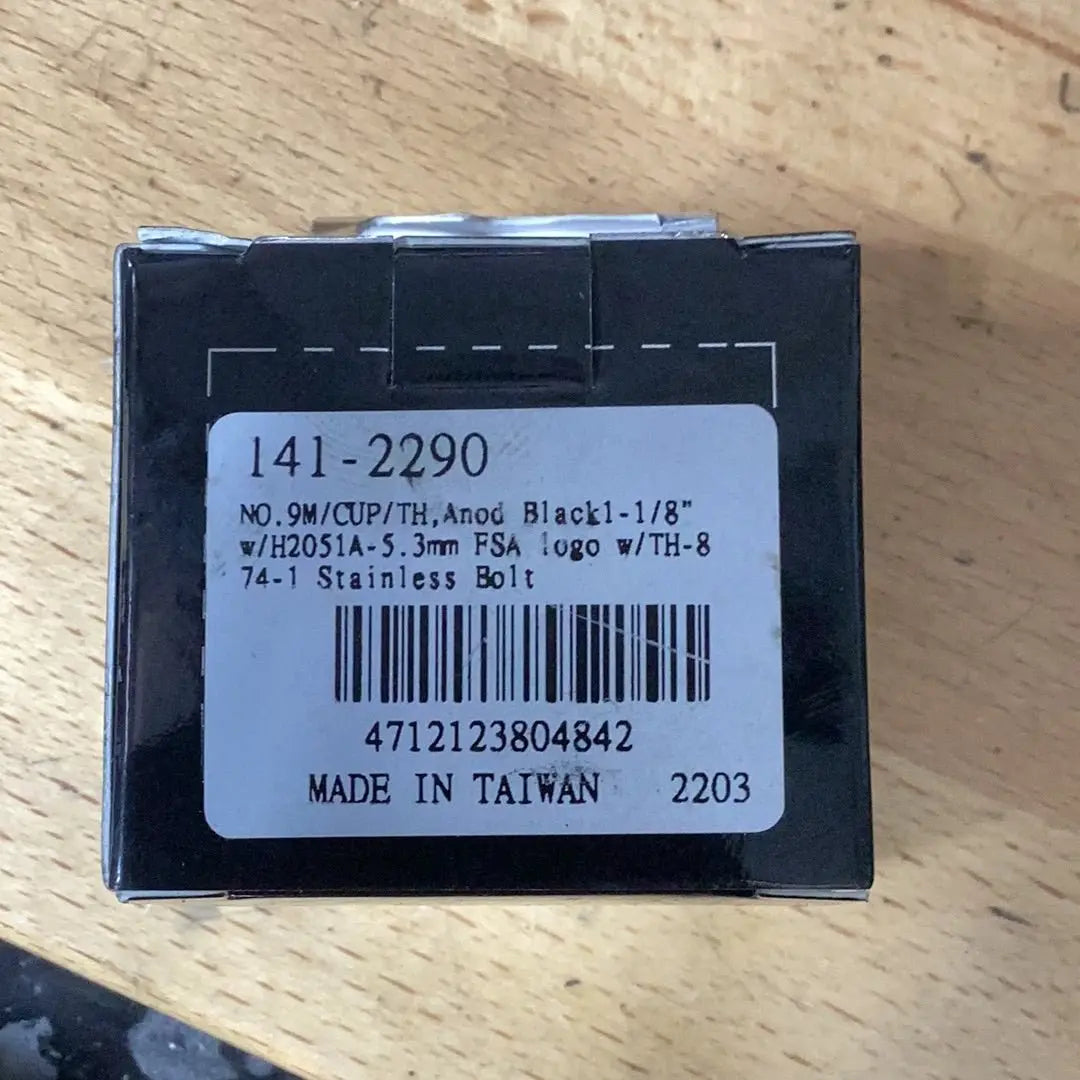 141-2290
NO.9M/CUP/TH,Anod Black1-1/8"
w/H2051A-5.3mm FSA logo w/TH-8
74-1 Stainless Bolt
4712123804842
MADE IN TAIWAN 2203